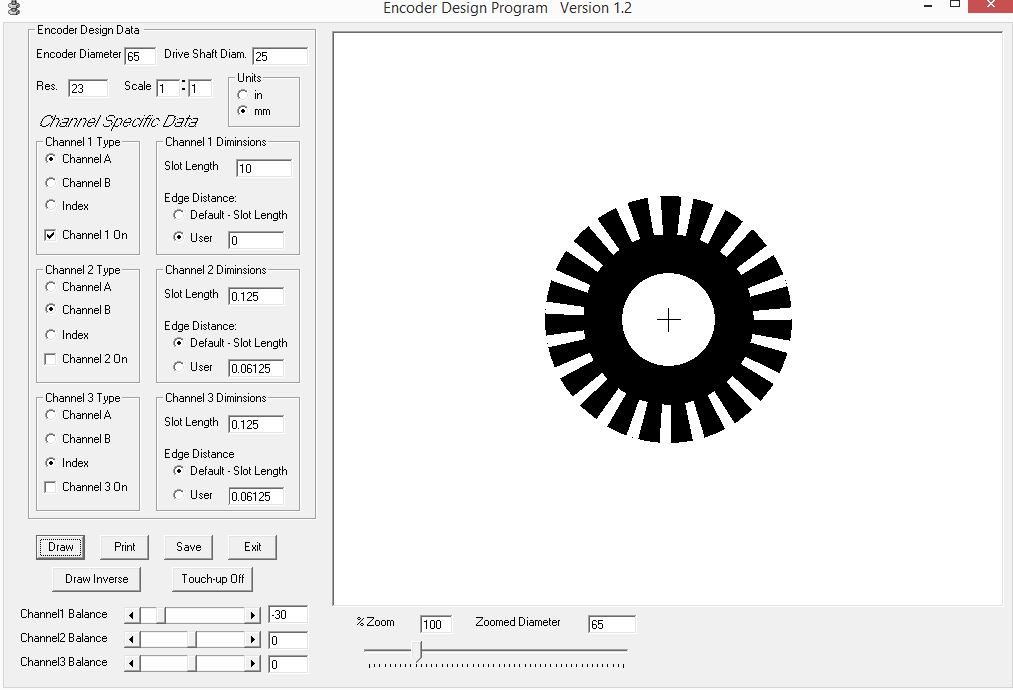 Encoder Design Program Version 1.2
Encoder Design Data
Encoder Diameter 65 Drive Shaft Diam. 25
Res. 23 Scale 1 : 1
Units
in
mm
Channel Specific Data
Channel 1 Type
Channel A
Channel B
Index
Channel 1 On
Channel 1 Diminsions
Slot Length 10
Edge Distance:
Default - Slot Length
User 0
Channel 2 Type
Channel A
Channel B
Index
Channel 2 On
Channel 2 Diminsions
Slot Length 0.125
Edge Distance:
Default - Slot Length
User 0.06125
Channel 3 Type
Channel A
Channel B
Index
Channel 3 On
Channel 3 Diminsions
Slot Length 0.125
Edge Distance
Default - Slot Length
User 0.06125
Draw Print Save Exit
Draw Inverse Touch-up Off
Channel1 Balance -30
Channel2 Balance 0
Channel3 Balance 0
% Zoom 100 Zoomed Diameter 65